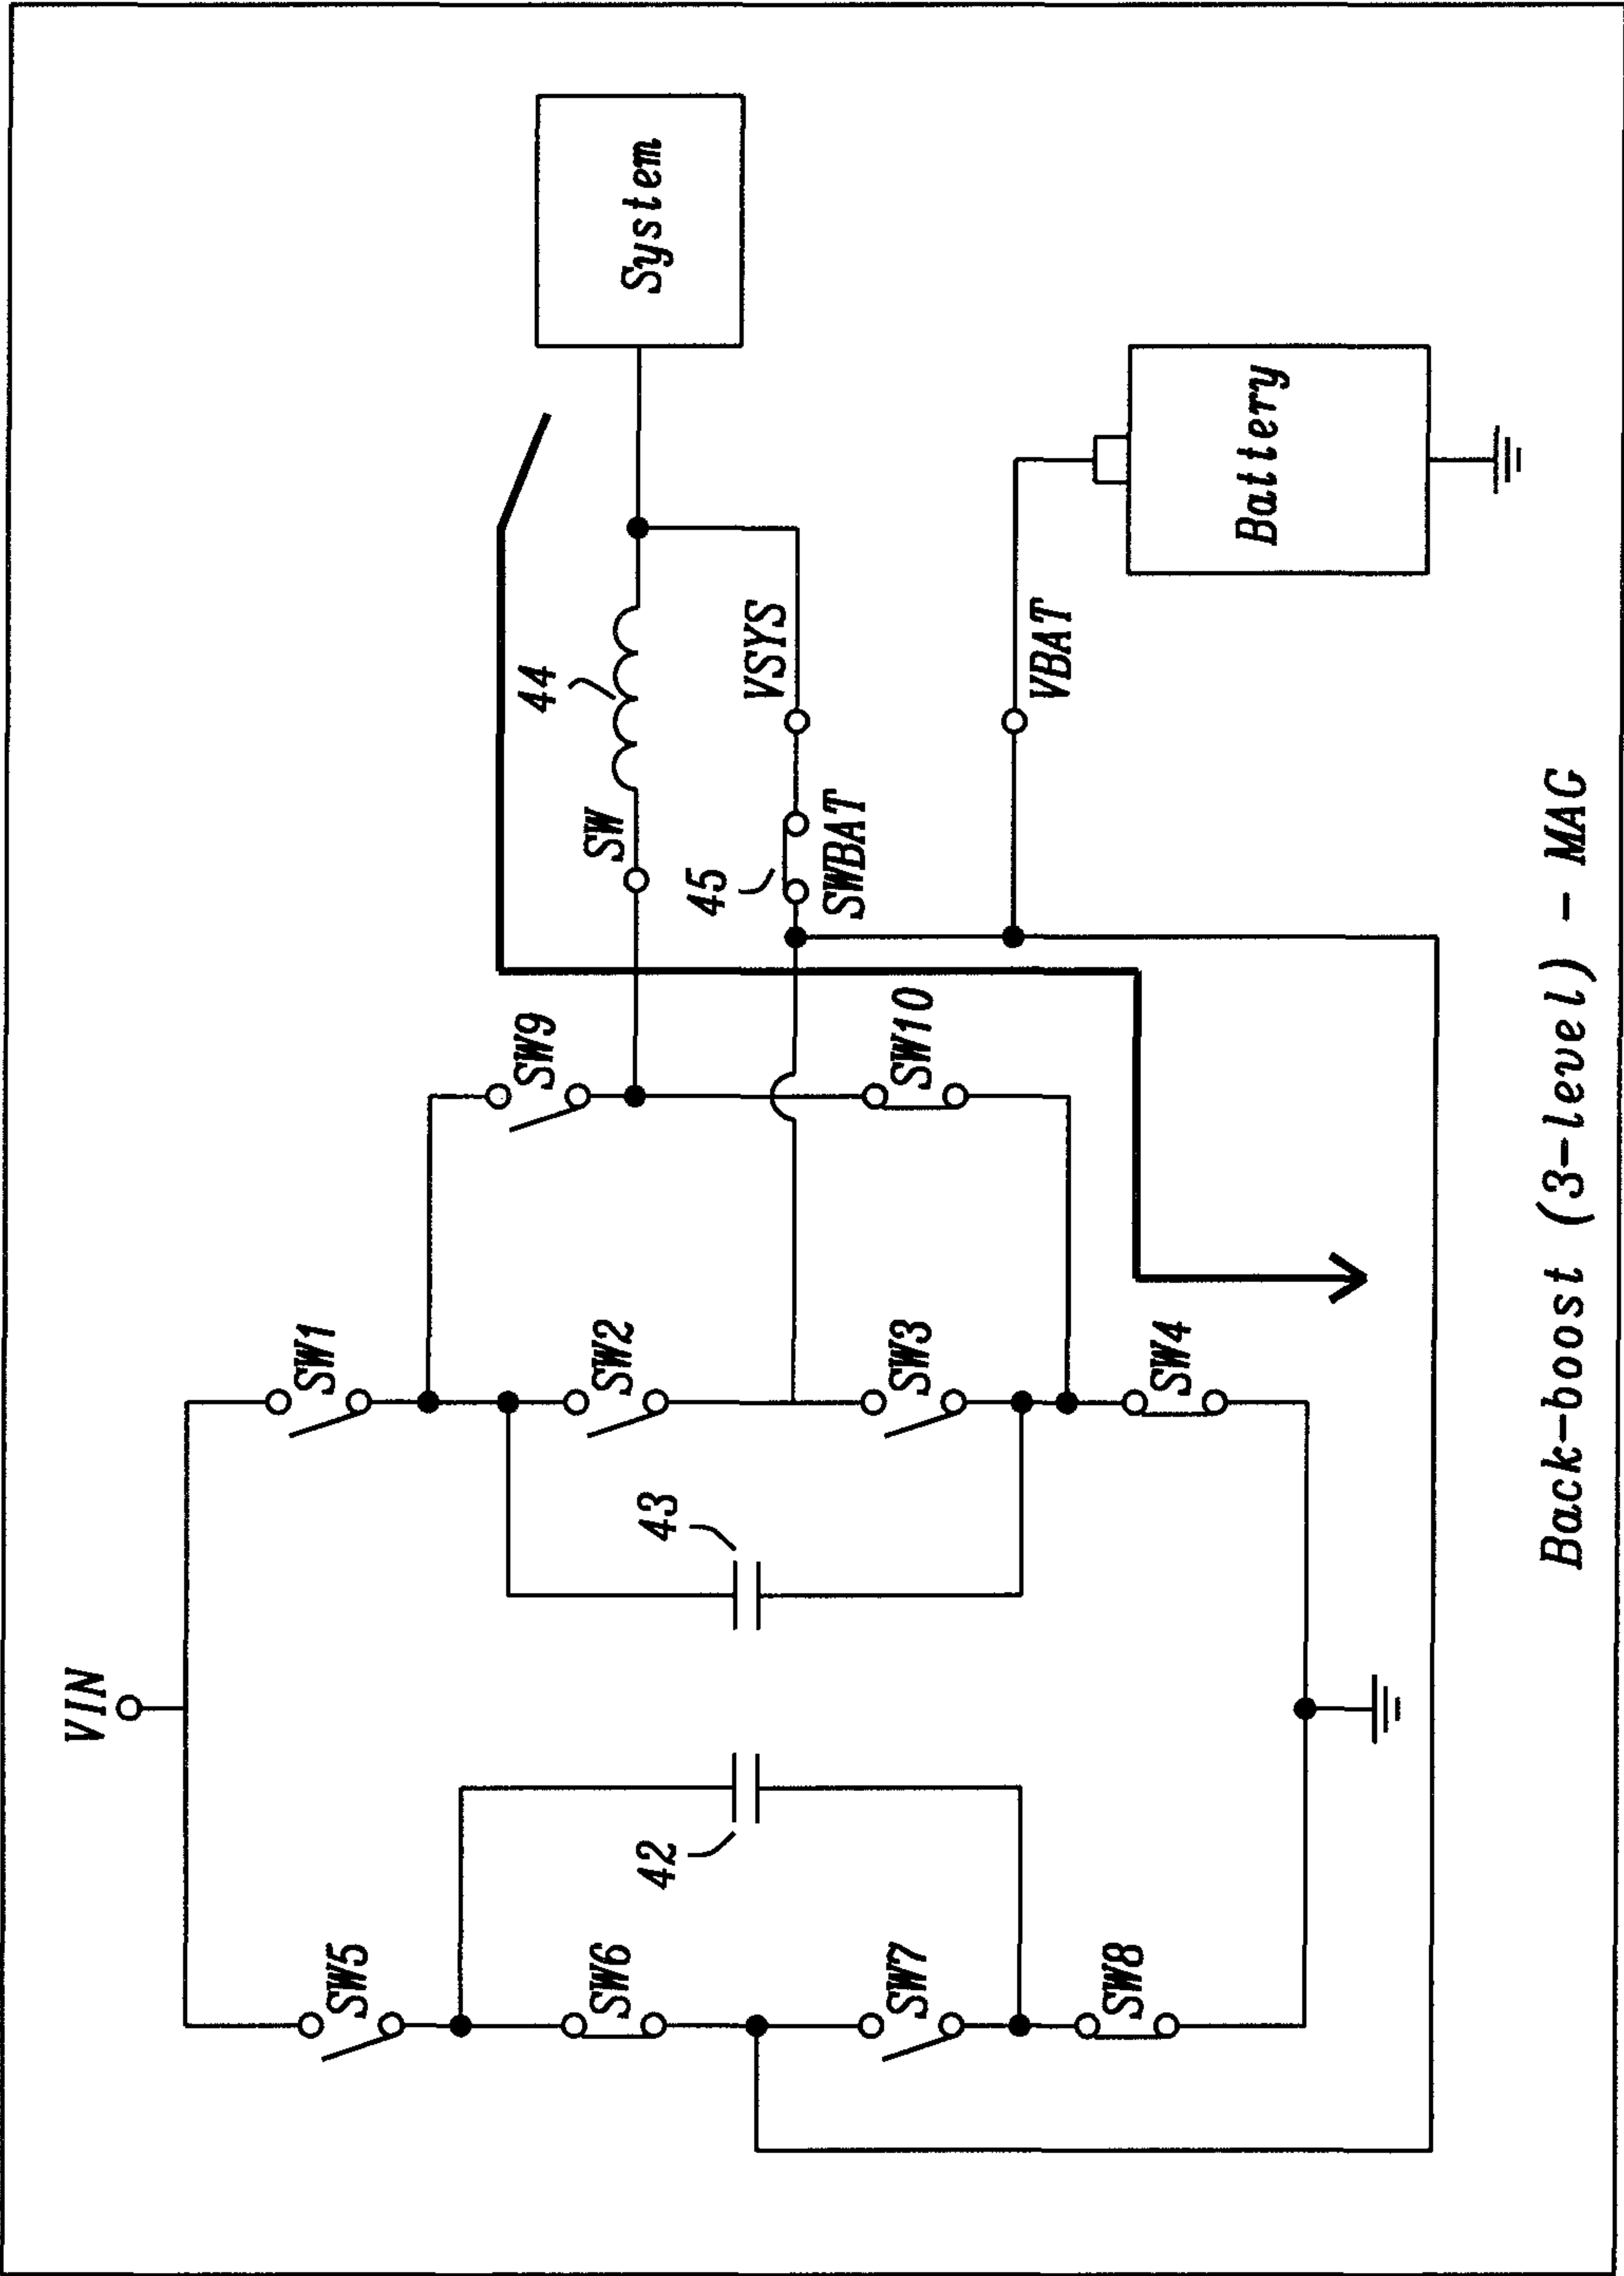 VIN
SW5
SW1
SW9
44
System
SW6
42
43
SW2
SW
45
VSYS
SWBAT
SW7
SW3
SW10
VBAT
Battery
SW8
SW4
Back-boost (3-level) - MAG